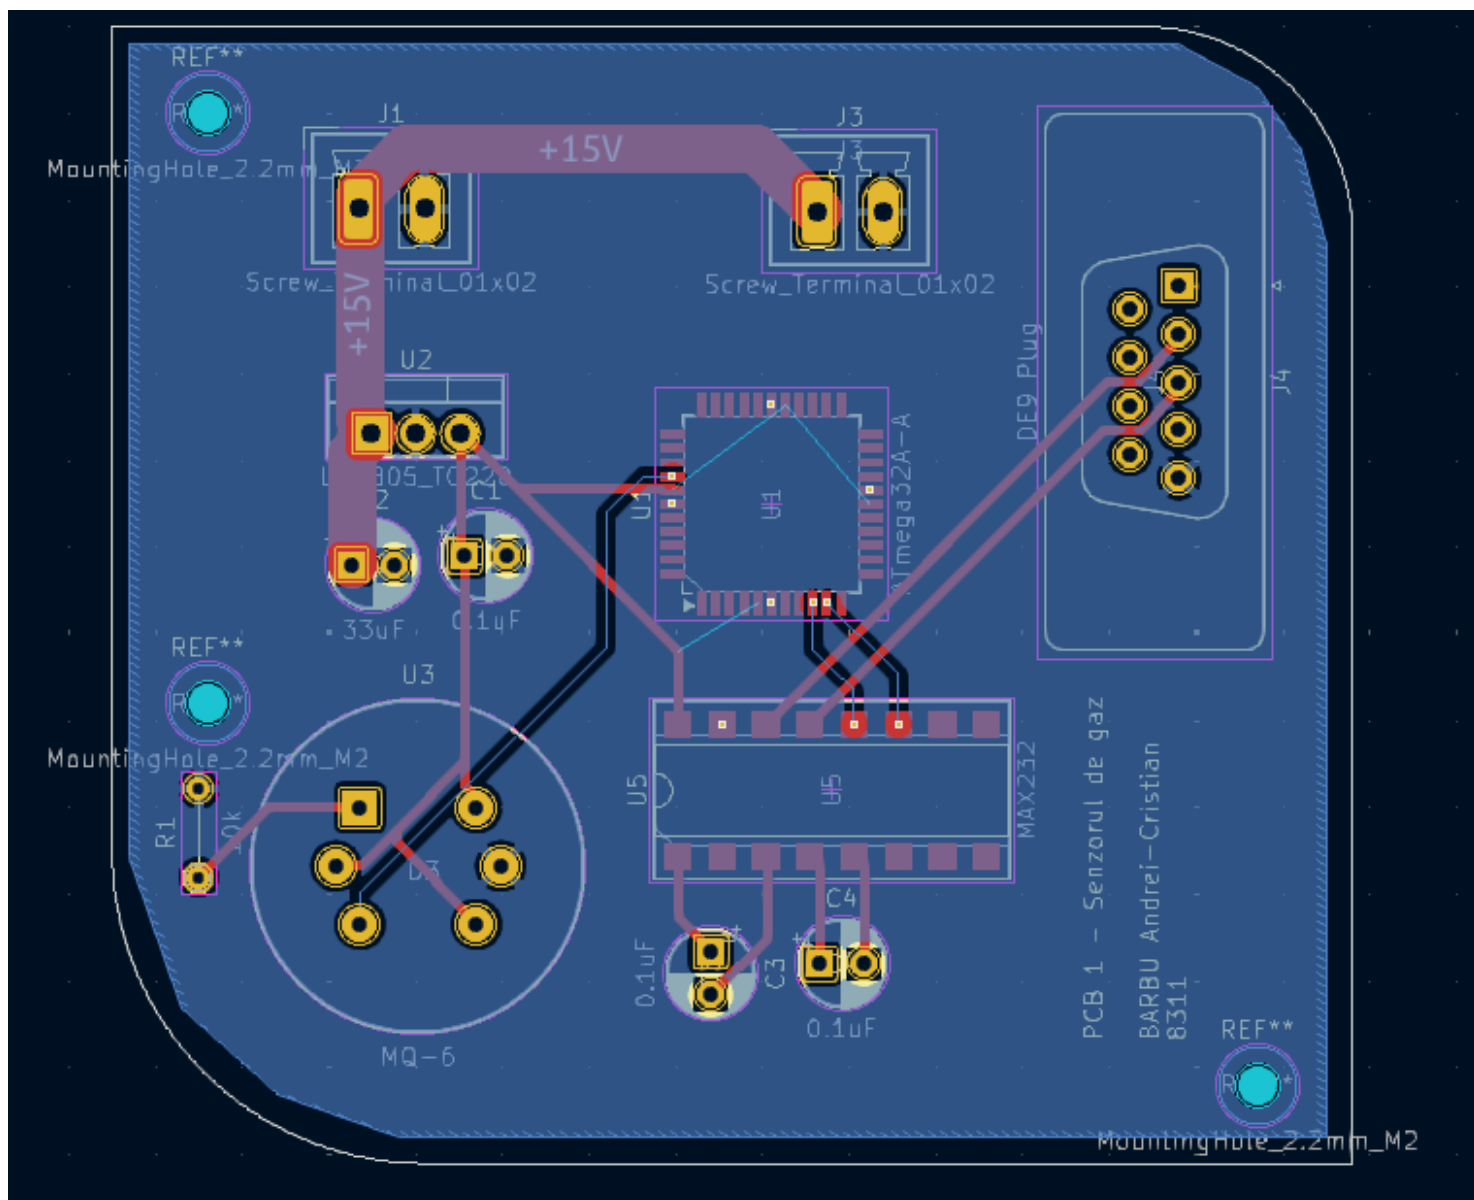 REF**
MountingHole_2.2mm_M2
J1
+15V
J3
J3
Screw_Terminal_01x02
Screw_Terminal_01x02
+15V
U2
C1
DE9 Plug
J4
U1
U1
ATmega32A-A
.33uF
0.1uF
REF**
MountingHole_2.2mm_M2
U3
R1
10k
MQ-6
U5
U5
MAX232
C4
C3
0.1uF
0.1uF
PCB 1 - Senzorul de gaz
BARBU Andrei-Cristian
8311
REF**
MountingHole_2.2mm_M2